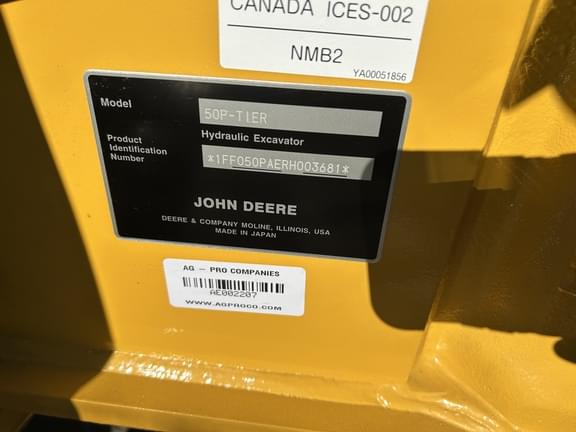 CANADA ICES-002
NMB2
YA00051856
Model 50P-TIER
Hydraulic Excavator
Product
Identification
Number
*1FF050PAERH003681*
JOHN DEERE
DEERE & COMPANY MOLINE, ILLINOIS, USA
MADE IN JAPAN
AG - PRO COMPANIES
AE002207
WWW.AGPROCO.COM